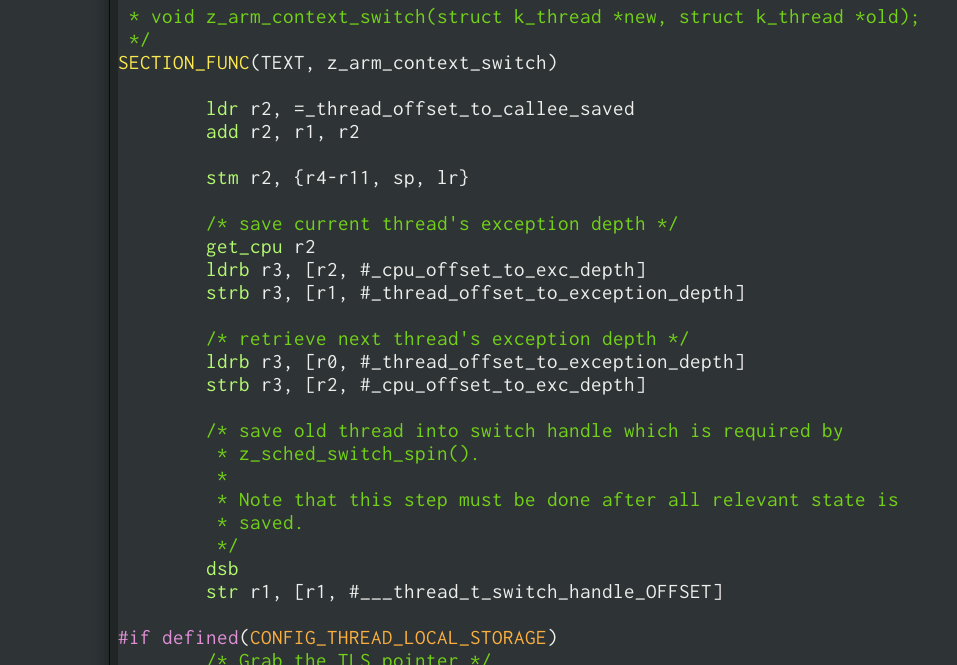 * void z_arm_context_switch(struct k_thread *new, struct k_thread *old);
*/
SECTION_FUNC(TEXT, z_arm_context_switch)
ldr r2, =_thread_offset_to_callee_saved
add r2, r1, r2
stm r2, {r4-r11, sp, lr}
/* save current thread's exception depth */
get_cpu r2
ldrb r3, [r2, #_cpu_offset_to_exc_depth]
strb r3, [r1, #_thread_offset_to_exception_depth]
/* retrieve next thread's exception depth */
ldrb r3, [r0, #_thread_offset_to_exception_depth]
strb r3, [r2, #_cpu_offset_to_exc_depth]
/* save old thread into switch handle which is required by
* z_sched_switch_spin().
*
* Note that this step must be done after all relevant state is
* saved.
*/
dsb
str r1, [r1, #___thread_t_switch_handle_OFFSET]
#if defined(CONFIG_THREAD_LOCAL_STORAGE)
/* Grab the TLS pointer */